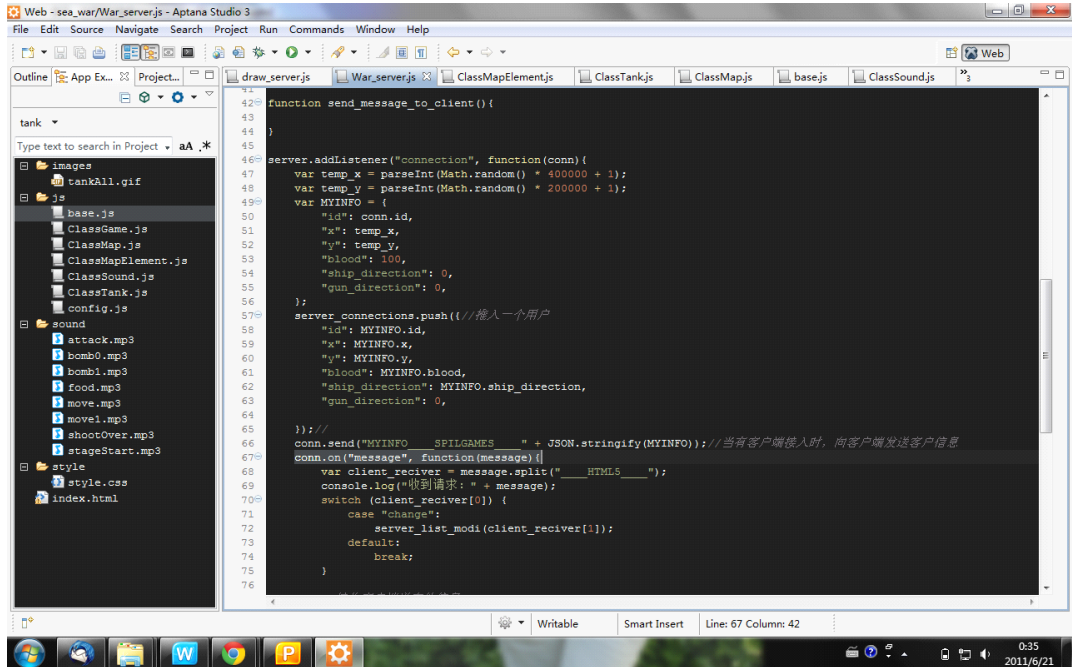 Web - sea_war/War_server.js - Aptana Studio 3
File Edit Source Navigate Search Project Run Commands Window Help
Web
Outline App Ex... Project... draw_server.js War_server.js ClassMapElement.js ClassTank.js ClassMap.js base.js ClassSound.js »3
tank
Type text to search in Project aA .*
images
tankAll.gif
js
base.js
ClassGame.js
ClassMap.js
ClassMapElement.js
ClassSound.js
ClassTank.js
config.js
sound
attack.mp3
bomb0.mp3
bomb1.mp3
food.mp3
move.mp3
move1.mp3
shootOver.mp3
stageStart.mp3
style
style.css
index.html
41
42 function send_message_to_client(){
43
44 }
45
46 server.addListener("connection", function(conn){
47 var temp_x = parseInt(Math.random() * 400000 + 1);
48 var temp_y = parseInt(Math.random() * 200000 + 1);
49 var MYINFO = {
50 "id": conn.id,
51 "x": temp_x,
52 "y": temp_y,
53 "blood": 100,
54 "ship_direction": 0,
55 "gun_direction": 0,
56 };
57 server_connections.push({//接入一个用户
58 "id": MYINFO.id,
59 "x": MYINFO.x,
60 "y": MYINFO.y,
61 "blood": MYINFO.blood,
62 "ship_direction": MYINFO.ship_direction,
63 "gun_direction": 0,
64
65 });//
66 conn.send("MYINFO____SPILGAMES____" + JSON.stringify(MYINFO));//当有客户端接入时，向客户端发送客户信息
67 conn.on("message", function(message){
68 var client_reciver = message.split("____HTML5____");
69 console.log("收到请求：" + message);
70 switch (client_reciver[0]) {
71 case "change":
72 server_list_modi(client_reciver[1]);
73 default:
74 break;
75 }
76
Writable Smart Insert Line: 67 Column: 42
0:35
2011/6/21